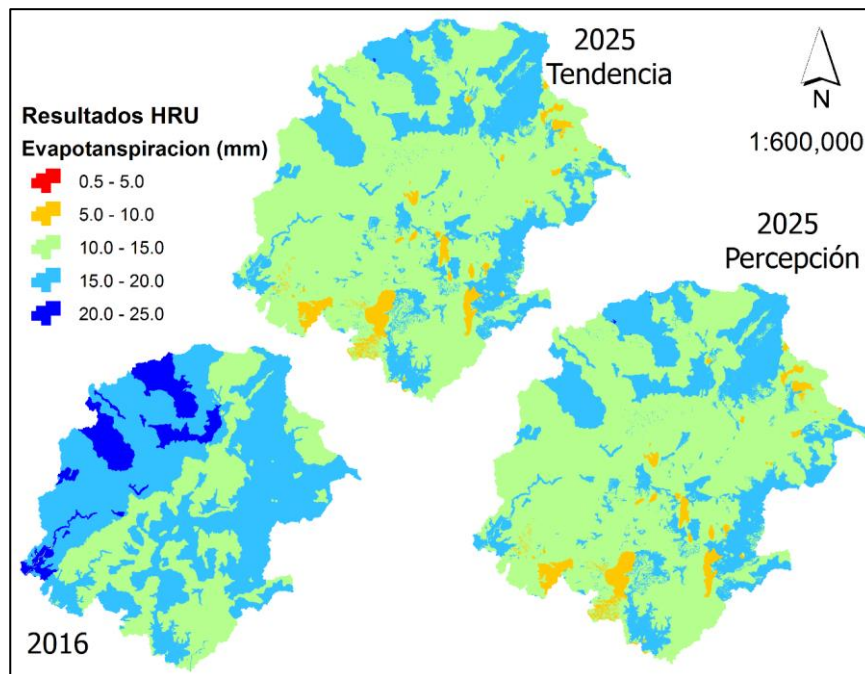 2025
Tendencia
N
1:600,000
Resultados HRU
Evapotanspiracion (mm)
0.5 - 5.0
5.0 - 10.0
10.0 - 15.0
15.0 - 20.0
20.0 - 25.0
2025
Percepción
2016